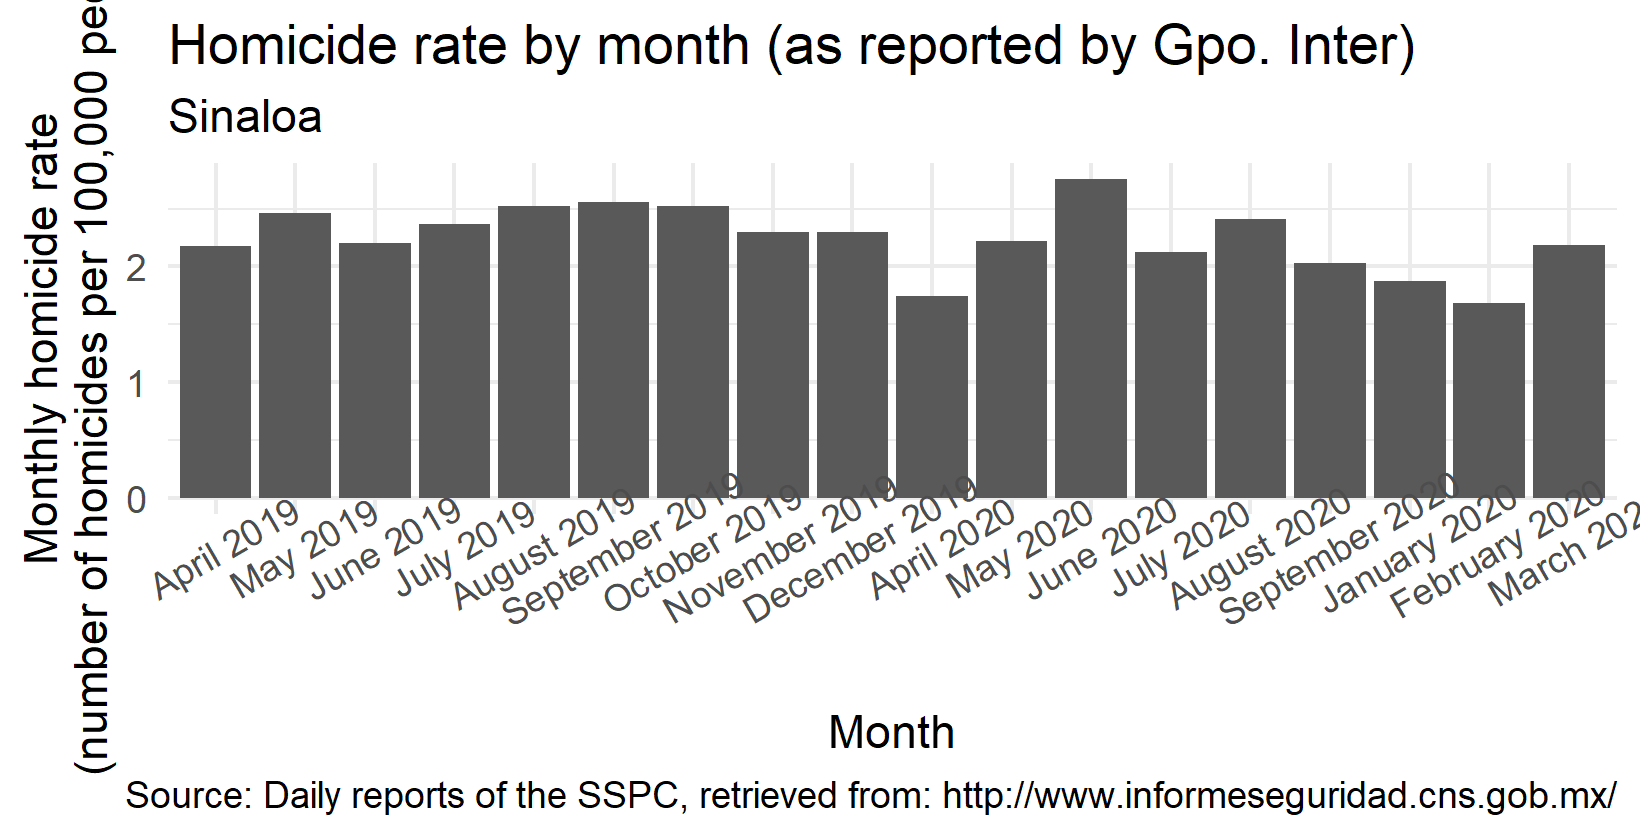 Homicide rate by month (as reported by Gpo. Inter)
Sinaloa
Monthly homicide rate
(number of homicides per 100,000
2
1
0
April 2019
May 2019
June 2019
July 2019
August 2019
September 2019
October 2019
November 2019
December 2019
April 2020
May 2020
June 2020
July 2020
August 2020
September 2020
January 2020
February 2020
March
Month
Source: Daily reports of the SSPC, retrieved from: http://www.informeseguridad.cns.gob.mx/